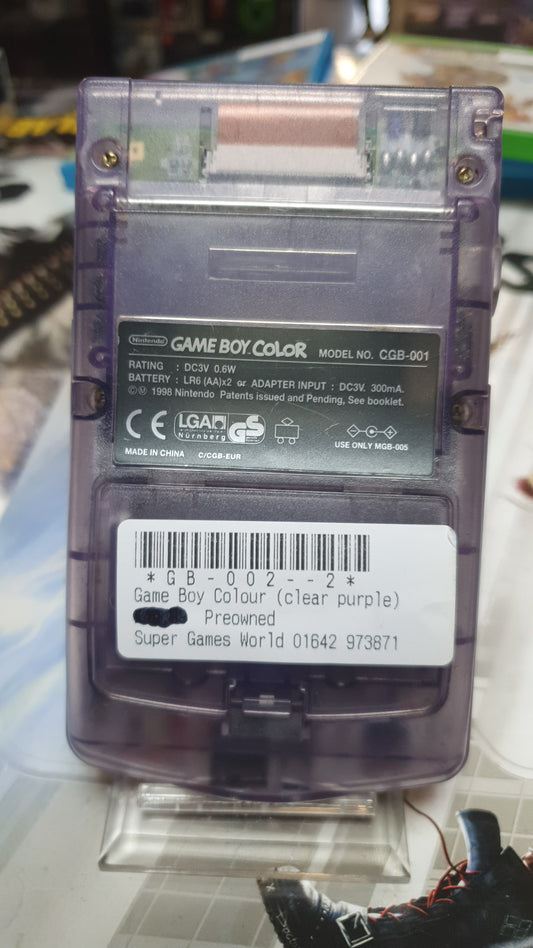 Nintendo GAME BOY COLOR MODEL NO. CGB-001
RATING : DC3V 0.6W
BATTERY : LR6 (AA)×2 or ADAPTER INPUT : DC3V. 300mA.
©Ⓜ 1998 Nintendo Patents issued and Pending, See booklet.
CE LGA Nürnberg GS
USE ONLY MGB-005
MADE IN CHINA C/CGB-EUR
*GB-002--2*
Game Boy Colour (clear purple)
Preowned
Super Games World 01642 973871